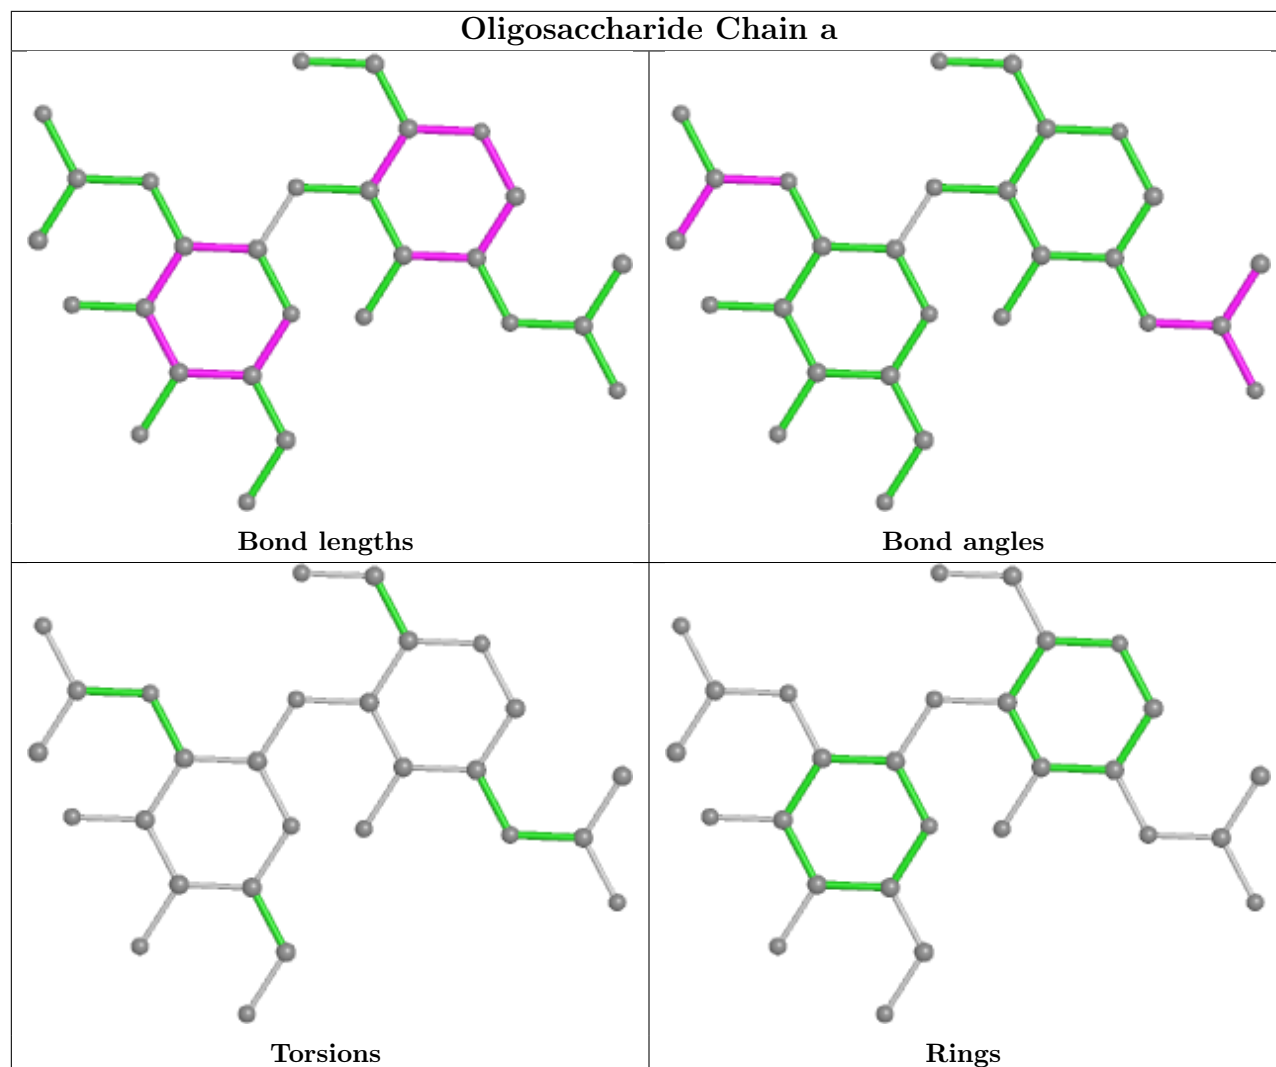 Oligosaccharide Chain a
Bond lengths
Bond angles
Torsions
Rings